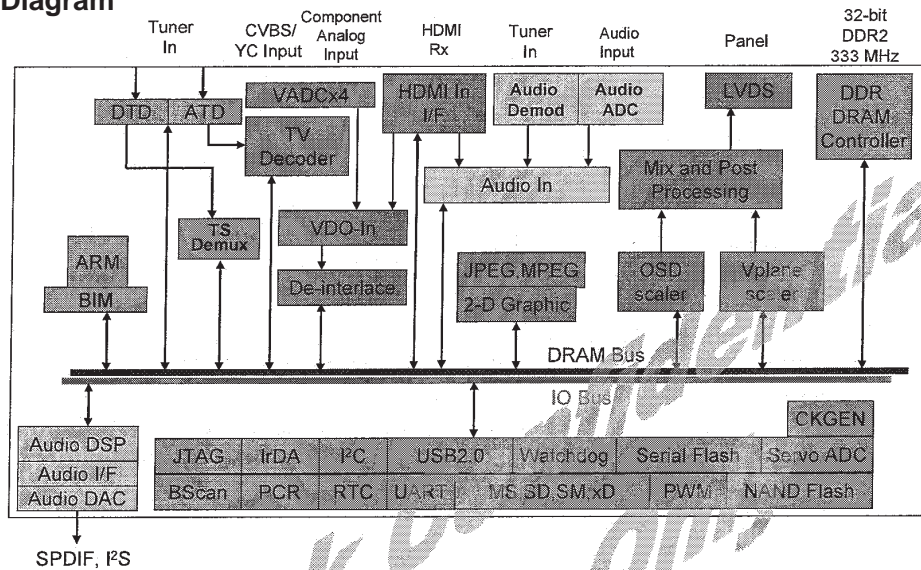 Diagram
Tuner
In
CVBS/
YC Input
Component
Analog
Input
HDMI
Rx
Tuner
In
Audio
Input
Panel
32-bit
DDR2
333 MHz
DTD
ATD
VADCx4
TV
Decoder
HDMI In
I/F
Audio
Demod
Audio
ADC
LVDS
DDR
DRAM
Controller
Audio In
Mix and Post
Processing
TS
Demux
VDO-In
ARM
BIM
De-interlace
JPEG,MPEG
2-D Graphic
OSD
scaler
Vplane
scaler
DRAM Bus
IO Bus
CKGEN
Audio DSP
Audio I/F
Audio DAC
JTAG
IrDA
I²C
USB2.0
Watchdog
Serial Flash
Servo ADC
BScan
PCR
RTC
UART
MS,SD,SM,xD
PWM
NAND Flash
SPDIF, I²S